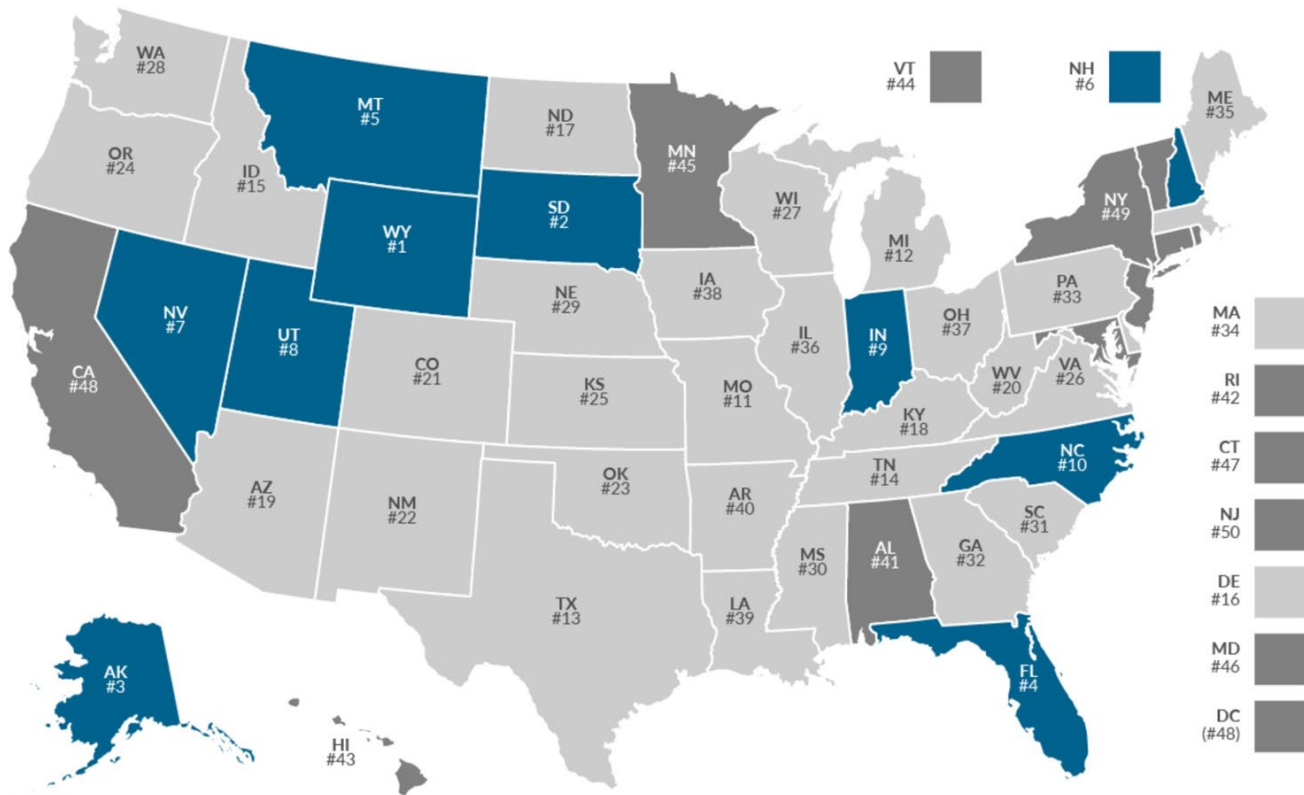 WA
#28
MT
#5
ND
#17
MN
#45
VT
#44
NH
#6
ME
#35
OR
#24
ID
#15
WY
#1
SD
#2
WI
#27
MI
#12
NY
#49
NV
#7
UT
#8
CO
#21
NE
#29
IA
#38
IL
#36
IN
#9
OH
#37
PA
#33
CA
#48
KS
#25
MO
#11
KY
#18
WV
#20
VA
#26
AZ
#19
NM
#22
OK
#23
AR
#40
TN
#14
NC
#10
SC
#31
TX
#13
LA
#39
MS
#30
AL
#41
GA
#32
FL
#4
AK
#3
HI
#43
MA
#34
RI
#42
CT
#47
NJ
#50
DE
#16
MD
#46
DC
(#48)